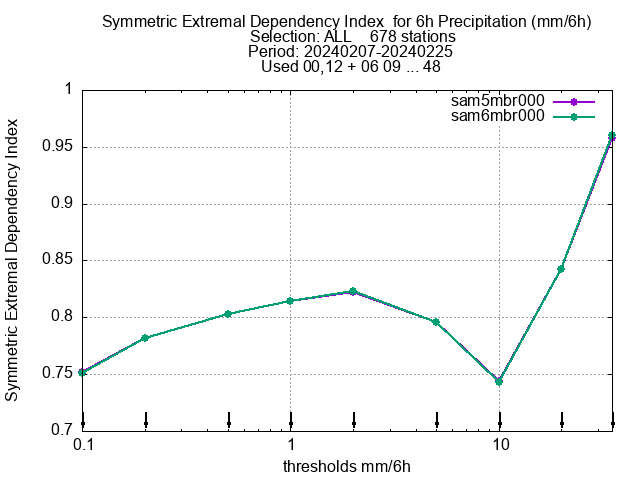 Symmetric Extremal Dependency Index  for 6h Precipitation (mm/6h)
Selection: ALL    678 stations
Period: 20240207-20240225
Used 00,12 + 06 09 ... 48
sam5mbr000
sam6mbr000
1
0.95
0.9
0.85
0.8
0.75
0.7
Symmetric Extremal Dependency Index
0.1
1
10
thresholds mm/6h